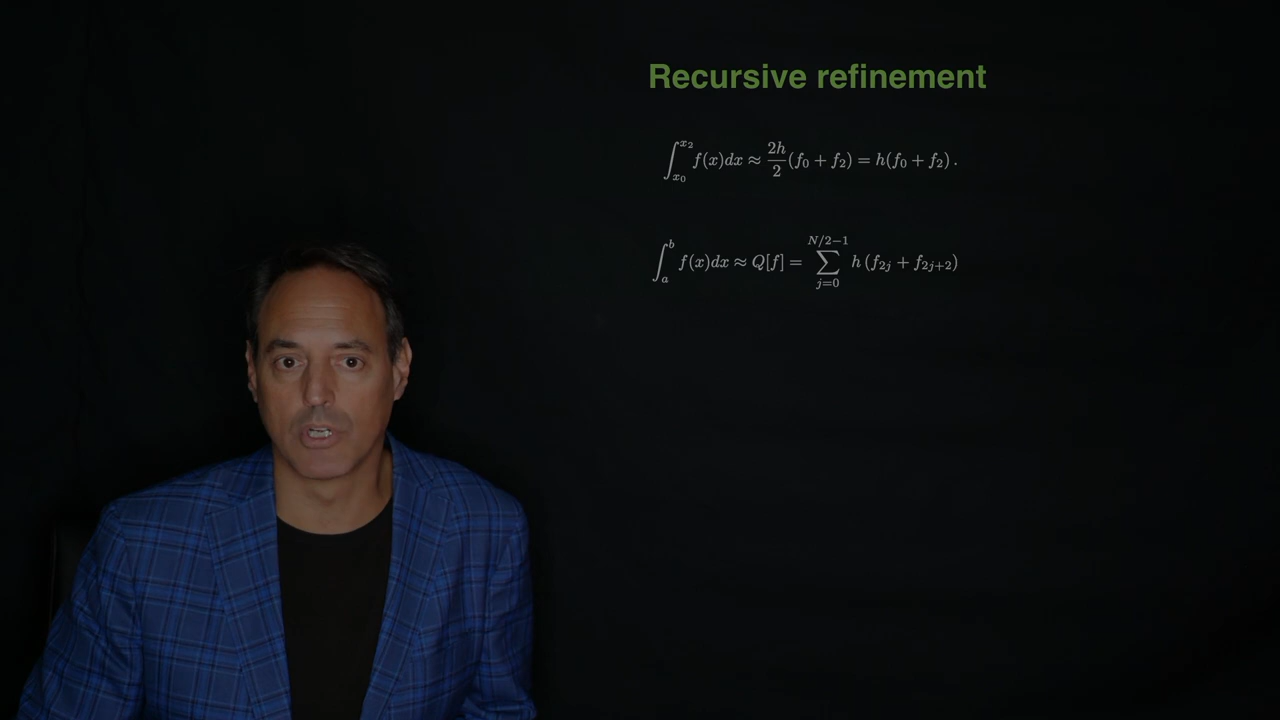 Recursive refinement
∫_{x_0}^{x_2} f(x)dx ≈ \frac{2h}{2}(f_0 + f_2) = h(f_0 + f_2) .
∫_a^b f(x)dx ≈ Q[f] = ∑_{j=0}^{N/2−1} h (f_{2j} + f_{2j+2})